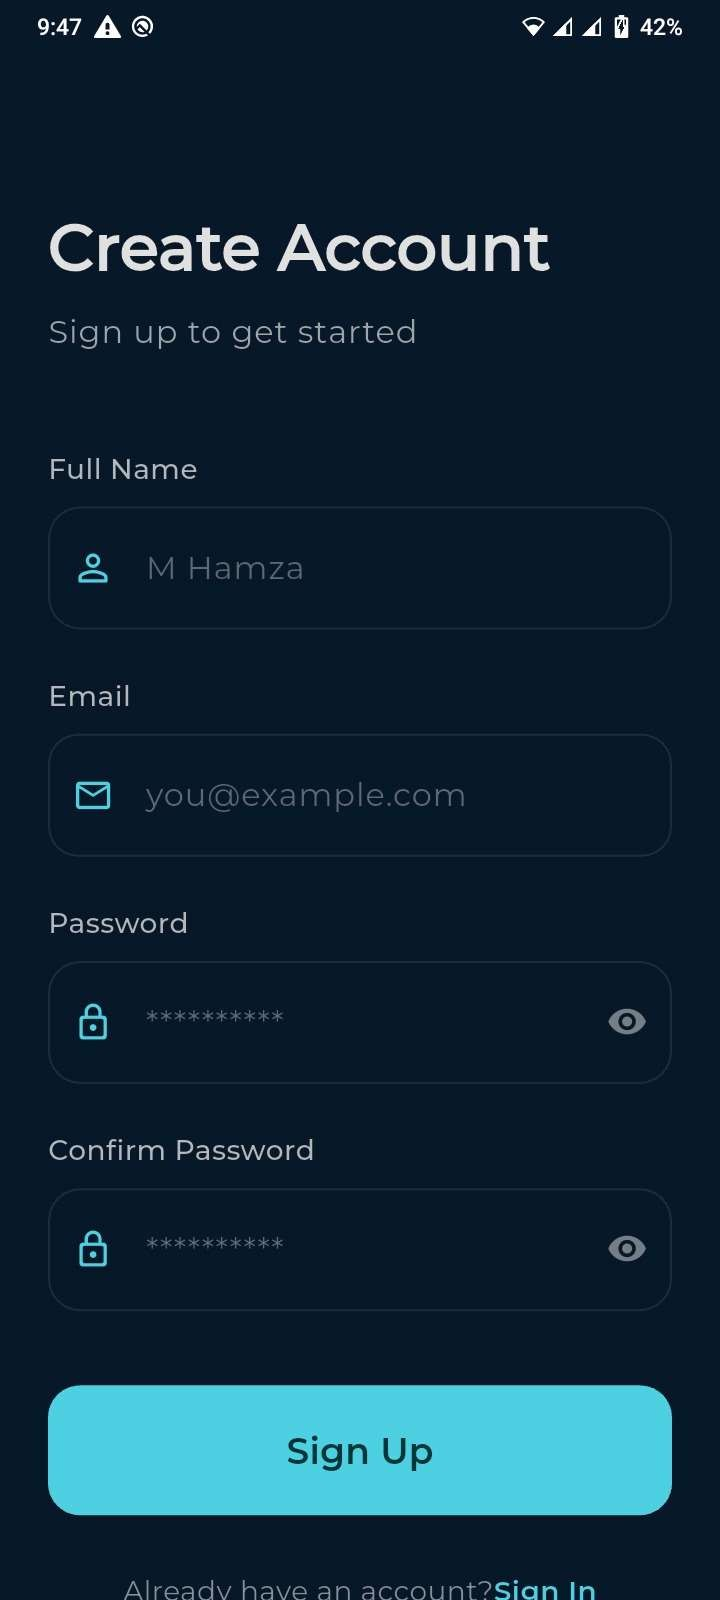 9:47 42%
Create Account
Sign up to get started
Full Name
M Hamza
Email
you@example.com
Password
**********
Confirm Password
**********
Sign Up
Already have an account?Sign In